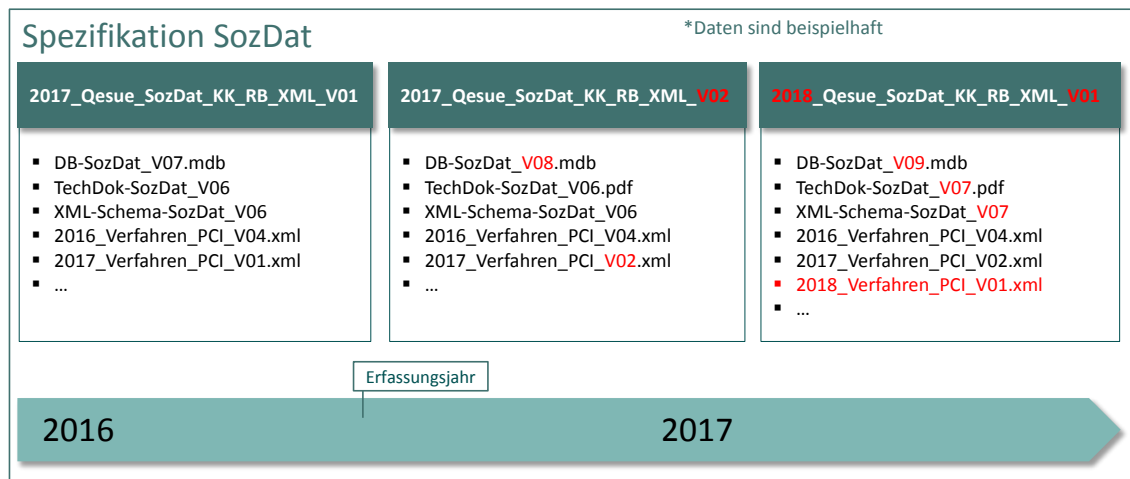 Spezifikation SozDat
*Daten sind beispielhaft
2017_Qesue_SozDat_KK_RB_XML_V01
▪ DB-SozDat_V07.mdb
▪ TechDok-SozDat_V06
▪ XML-Schema-SozDat_V06
▪ 2016_Verfahren_PCI_V04.xml
▪ 2017_Verfahren_PCI_V01.xml
▪ ...
2017_Qesue_SozDat_KK_RB_XML_V02
▪ DB-SozDat_V08.mdb
▪ TechDok-SozDat_V06.pdf
▪ XML-Schema-SozDat_V06
▪ 2016_Verfahren_PCI_V04.xml
▪ 2017_Verfahren_PCI_V02.xml
▪ ...
2018_Qesue_SozDat_KK_RB_XML_V01
▪ DB-SozDat_V09.mdb
▪ TechDok-SozDat_V07.pdf
▪ XML-Schema-SozDat_V07
▪ 2016_Verfahren_PCI_V04.xml
▪ 2017_Verfahren_PCI_V02.xml
▪ 2018_Verfahren_PCI_V01.xml
▪ ...
Erfassungsjahr
2016
2017